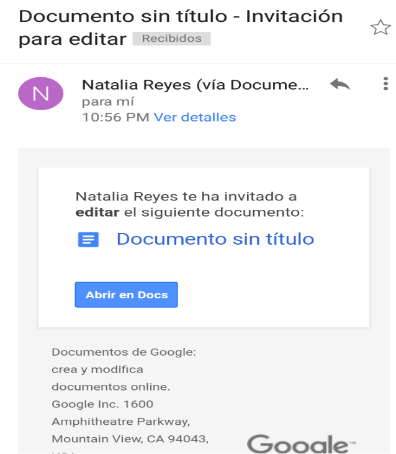 Documento sin título - Invitación
para editar Recibidos
N
Natalia Reyes (vía Docume...
para mí
10:56 PM Ver detalles
Natalia Reyes te ha invitado a
editar el siguiente documento:
Documento sin título
Abrir en Docs
Documentos de Google:
crea y modifica
documentos online.
Google Inc. 1600
Amphitheatre Parkway,
Mountain View, CA 94043,
Google™